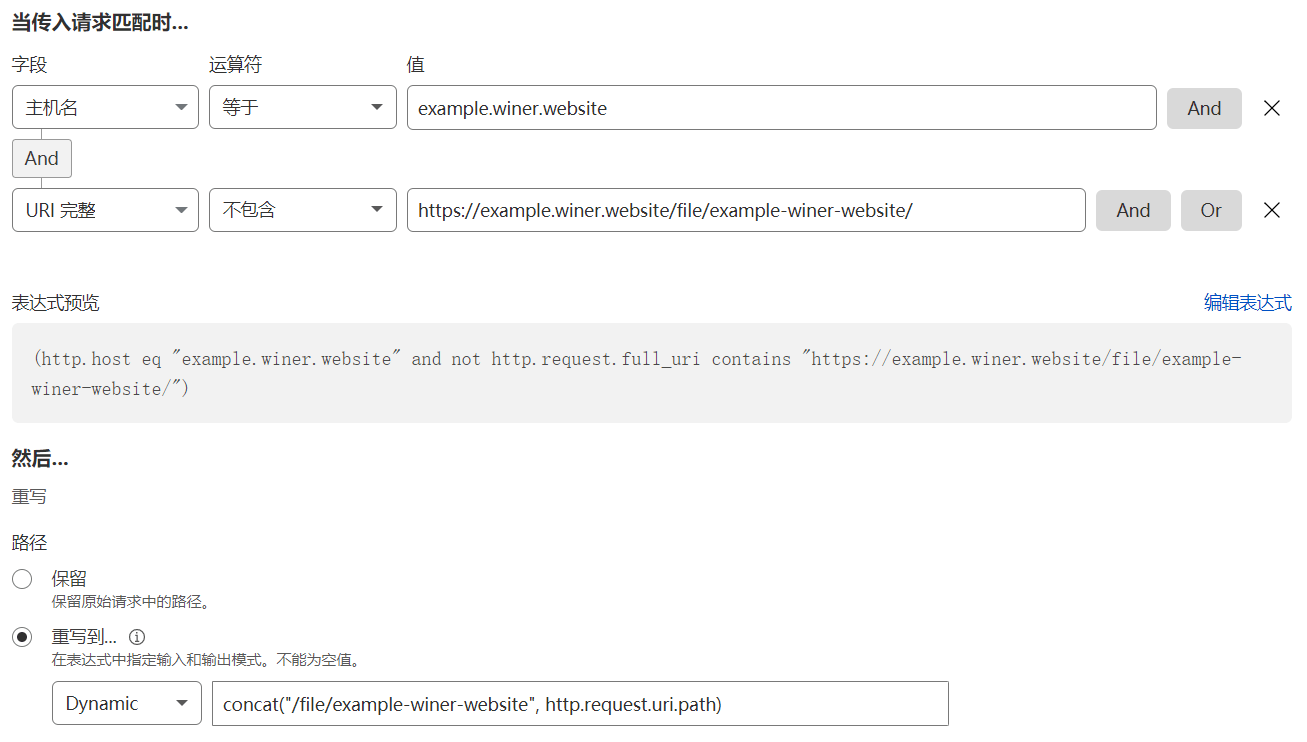 当传入请求匹配时...
字段 运算符 值
主机名 等于 example.winer.website And
And
URI 完整 不包含 https://example.winer.website/file/example-winer-website/ And Or
表达式预览 编辑表达式
(http.host eq "example.winer.website" and not http.request.full_uri contains "https://example.winer.website/file/example-
winer-website/")
然后...
重写
路径
保留
保留原始请求中的路径。
重写到...
在表达式中指定输入和输出模式。不能为空值。
Dynamic concat("/file/example-winer-website", http.request.uri.path)